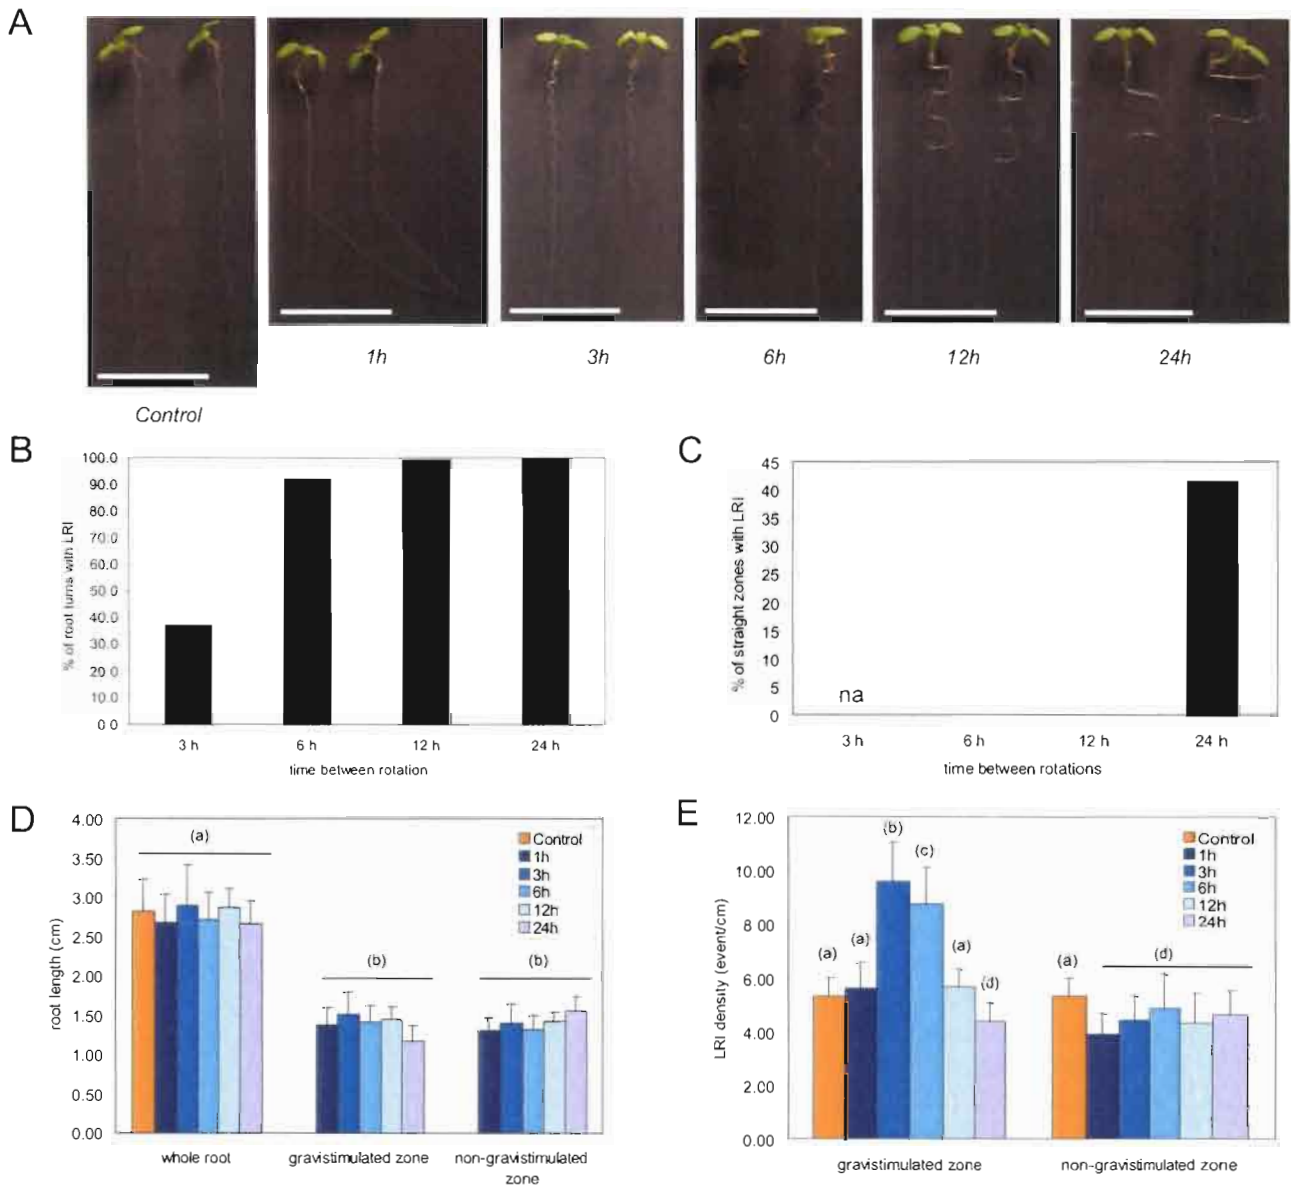 A
1h
3h
6h
12h
24h
Control
B
% of root turns with LRI
100.0
90.0
80.0
70.0
60.0
50.0
40.0
30.0
20.0
10.0
0 0
3 h
6 h
12 h
24 h
time between rotation
C
% of straight zones with LRI
45
40
35
30
25
20
15
10
5
0
na
3 h
6 h
12 h
24 h
time between rotations
D
root length (cm)
4.00
3.50
3.00
2.50
2.00
1.50
1.00
0.50
0.00
(a)
(b)
(b)
Control
1h
3h
6h
12h
24h
whole root
gravistimulated zone
non-gravistimulated
zone
E
LRI density (event/cm)
12.00
10.00
8 00
6.00
4.00
2.00
0.00
(a)
(a)
(b)
(c)
(a)
(d)
(a)
(d)
Control
1h
3h
6h
12h
24h
gravistimulated zone
non-gravistimulated zone